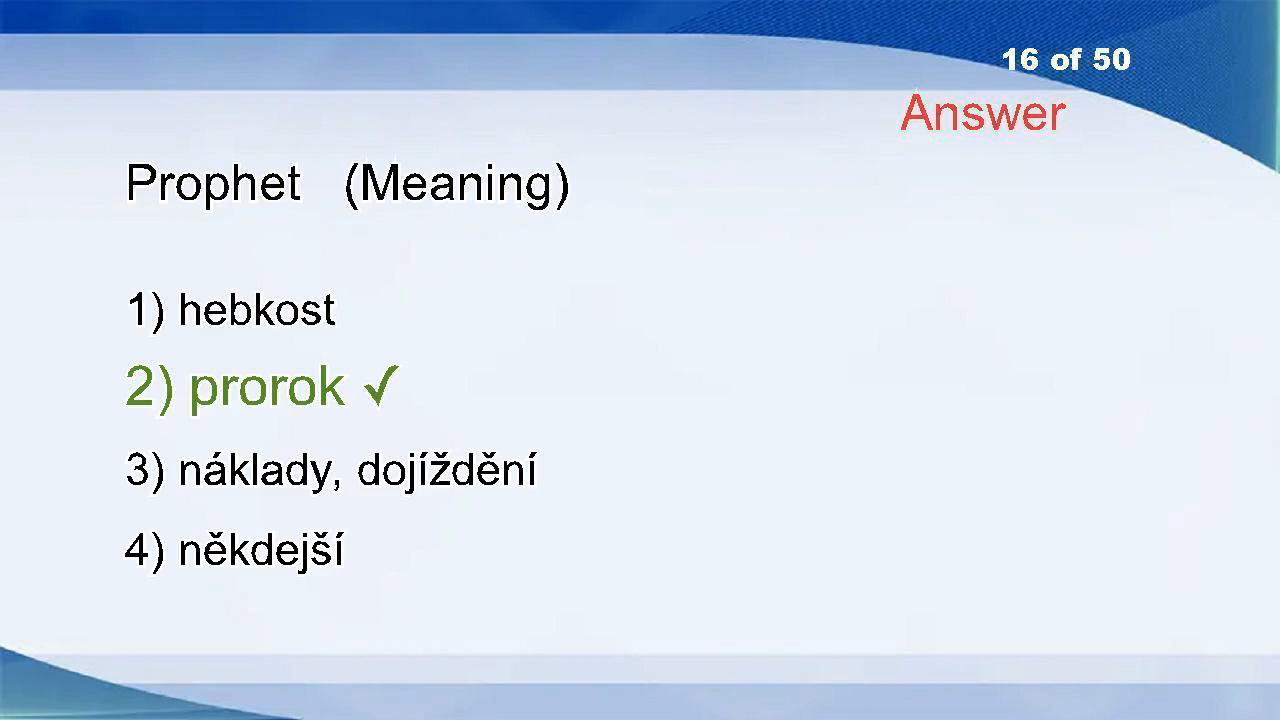 16 of 50
Answer
Prophet (Meaning)
1) hebkost
2) prorok ✓
3) náklady, dojíždění
4) někdejší